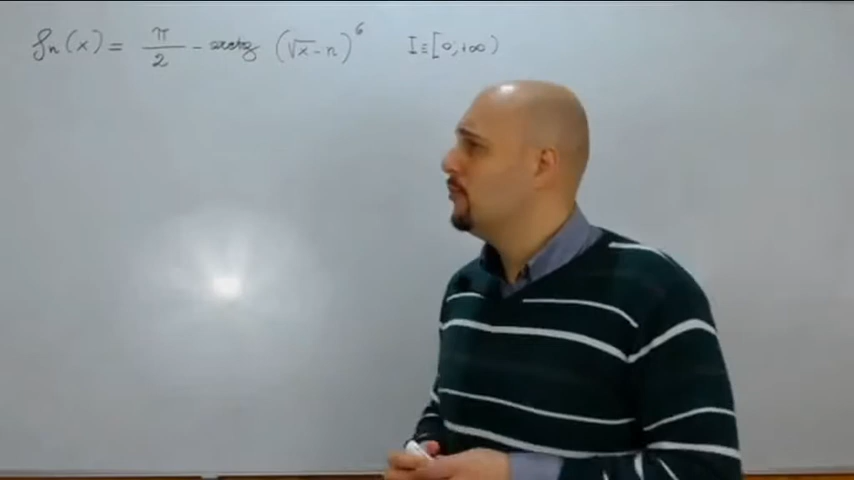 fn(x) = π/2 - arctg (√x - n)^6 I≡[0,+∞)